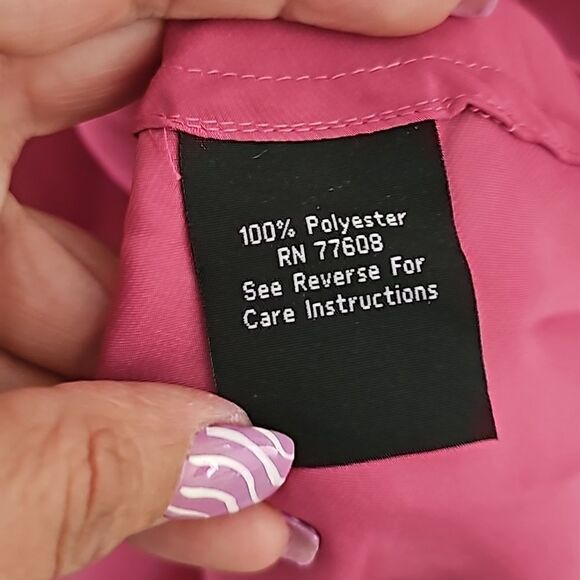 100% Polyester
RN 77608
See Reverse For
Care Instructions